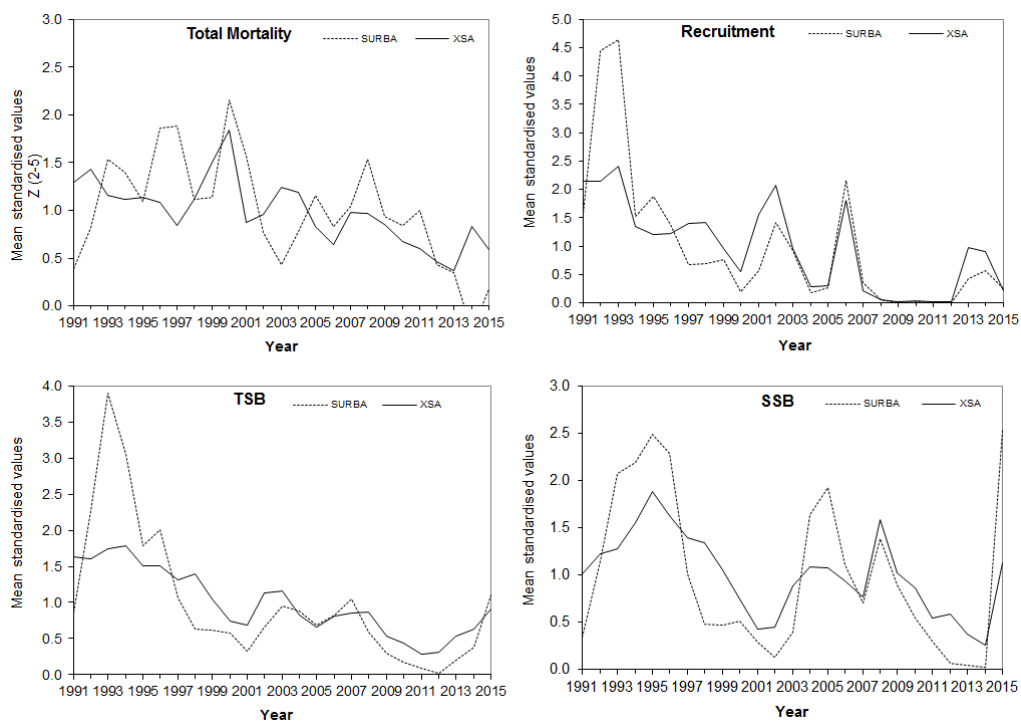 Total Mortality
SURBA
XSA
Mean standardised values
Z (2-5)
3.0
2.5
2.0
1.5
1.0
0.5
0.0
1991 1993 1995 1997 1999 2001 2003 2005 2007 2009 2011 2013 2015
Year
Recruitment
SURBA
XSA
Mean standardised values
5.0
4.5
4.0
3.5
3.0
2.5
2.0
1.5
1.0
0.5
0.0
1991 1993 1995 1997 1999 2001 2003 2005 2007 2009 2011 2013 2015
Year
TSB
SURBA
XSA
Mean standardised values
4.0
3.5
3.0
2.5
2.0
1.5
1.0
0.5
0.0
1991 1993 1995 1997 1999 2001 2003 2005 2007 2009 2011 2013 2015
Year
SSB
SURBA
XSA
Mean standardised values
3.0
2.5
2.0
1.5
1.0
0.5
0.0
1991 1993 1995 1997 1999 2001 2003 2005 2007 2009 2011 2013 2015
Year